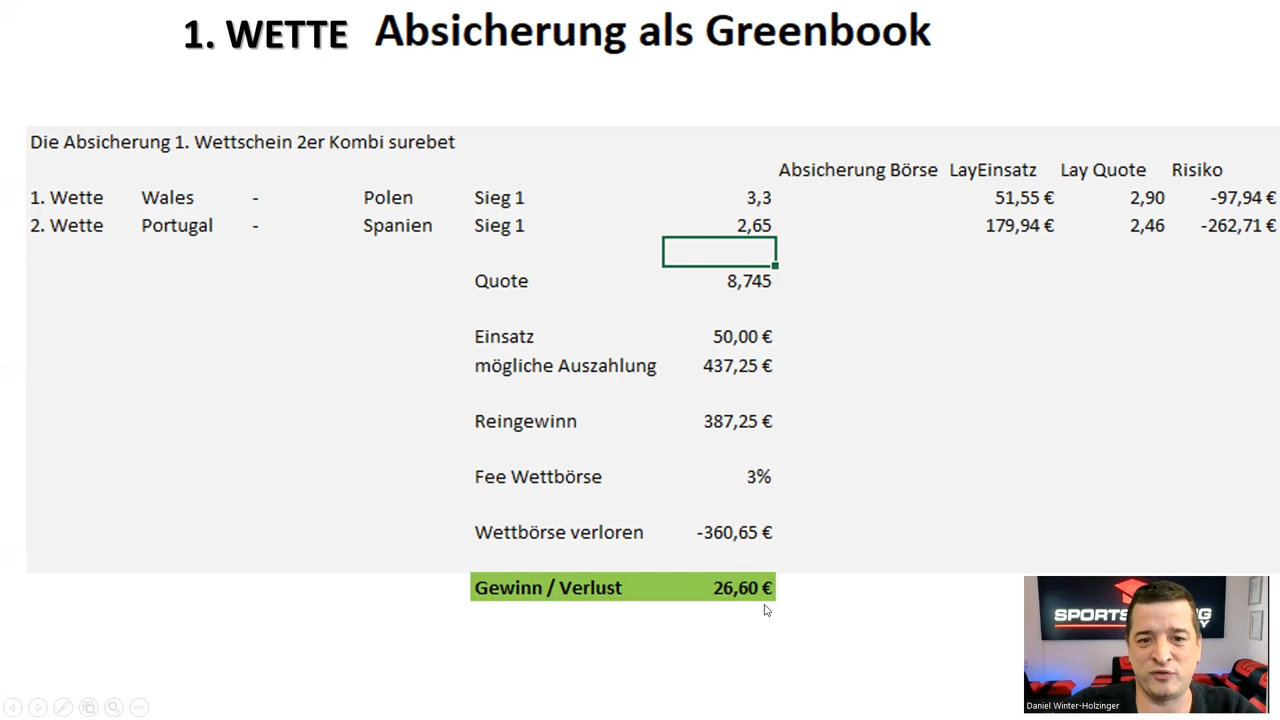 1. WETTE Absicherung als Greenbook
Die Absicherung 1. Wettschein 2er Kombi surebet
Absicherung Börse LayEinsatz Lay Quote Risiko
1. Wette Wales - Polen Sieg 1 3,3 51,55 € 2,90 -97,94 €
2. Wette Portugal - Spanien Sieg 1 2,65 179,94 € 2,46 -262,71 €
Quote 8,745
Einsatz 50,00 €
mögliche Auszahlung 437,25 €
Reingewinn 387,25 €
Fee Wettbörse 3%
Wettbörse verloren -360,65 €
Gewinn / Verlust 26,60 €
Daniel Winter-Holzinger